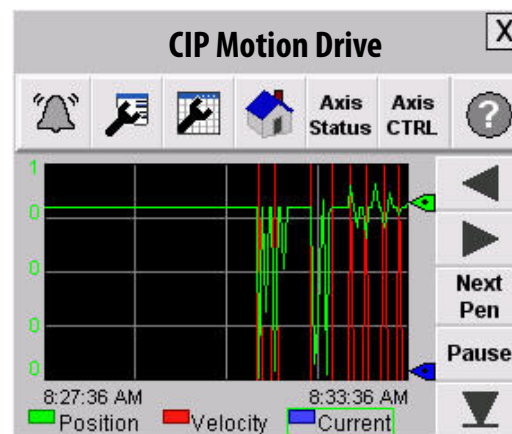 CIP Motion Drive
X
Axis Status
Axis CTRL
?
1
0
0
0
0
Next Pen
Pause
8:27:36 AM
8:33:36 AM
Position
Velocity
Current